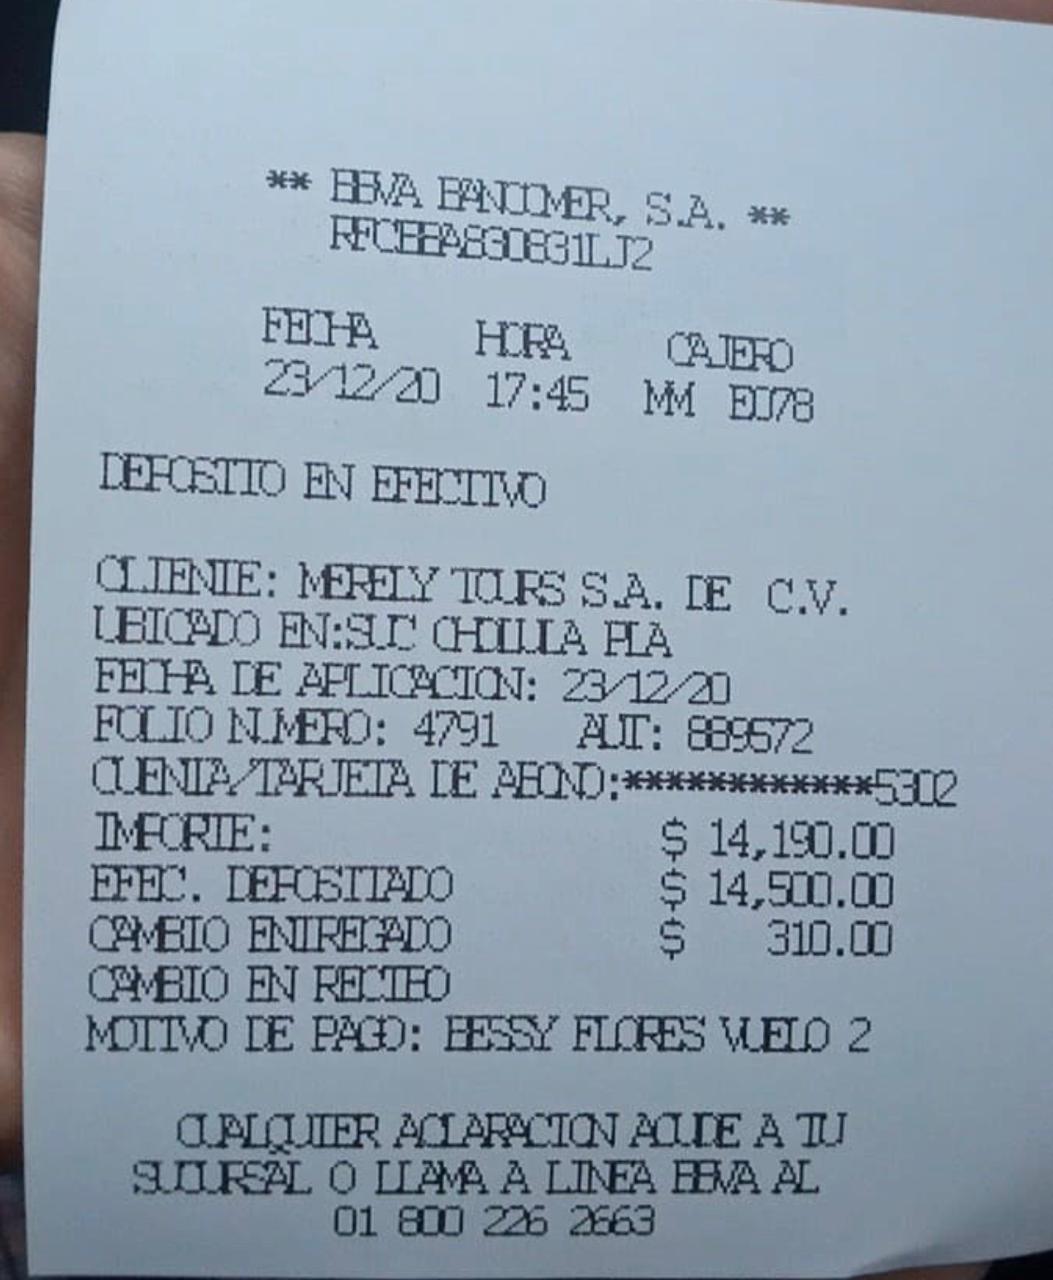 ** BBVA BANCOMER, S.A. **
RFCBBA830831LJ2
FECHA HORA CAJERO
23/12/20 17:45 MM E078
DEPOSITO EN EFECTIVO
CLIENTE: MERELY TOURS S.A. DE C.V.
UBICADO EN:SUC CHOLULA PLA
FECHA DE APLICACION: 23/12/20
FOLIO NUMERO: 4791 AUT: 889572
CUENTA/TARJETA DE ABONO:************5302
IMPORTE: $ 14,190.00
EFEC. DEPOSITADO $ 14,500.00
CAMBIO ENTREGADO $ 310.00
CAMBIO EN RECIBO
MOTIVO DE PAGO: BESSY FLORES VUELO 2
CUALQUIER ACLARACION ACUDE A TU
SUCURSAL O LLAMA A LINEA BBVA AL
01 800 226 2663